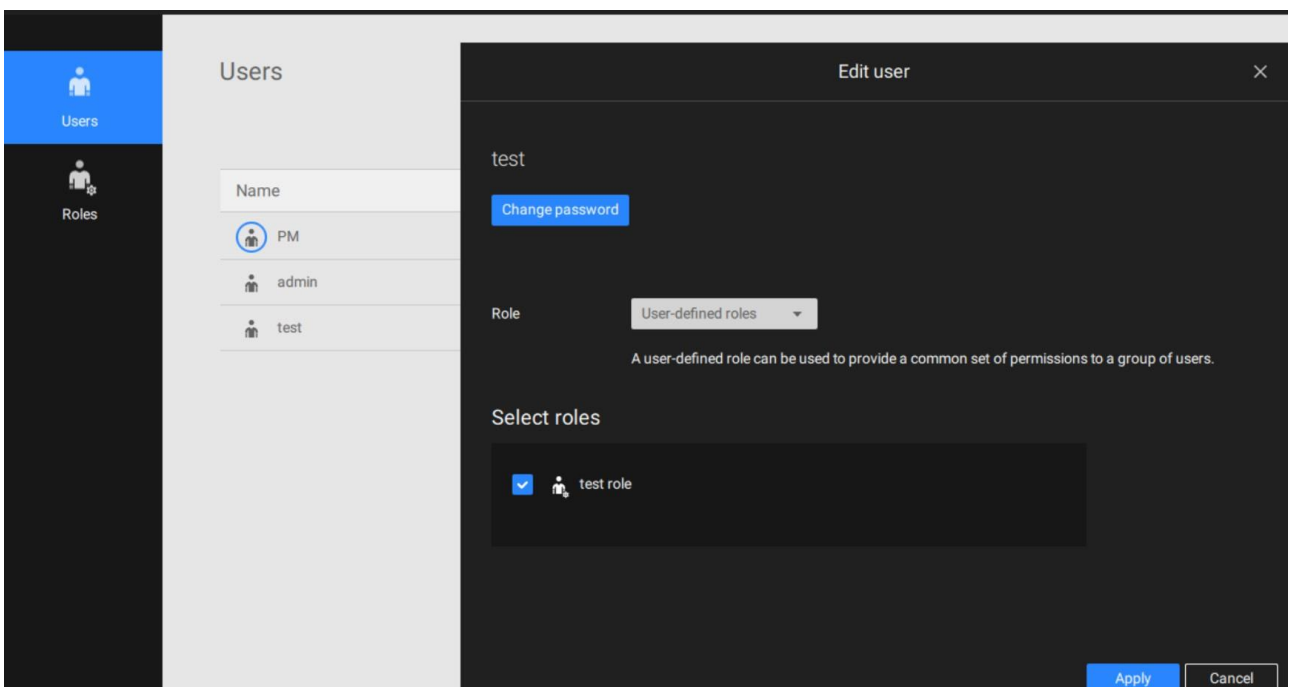 Users
Roles
Users
Name
PM
admin
test
Edit user
test
Change password
Role
User-defined roles
A user-defined role can be used to provide a common set of permissions to a group of users.
Select roles
test role
Apply
Cancel